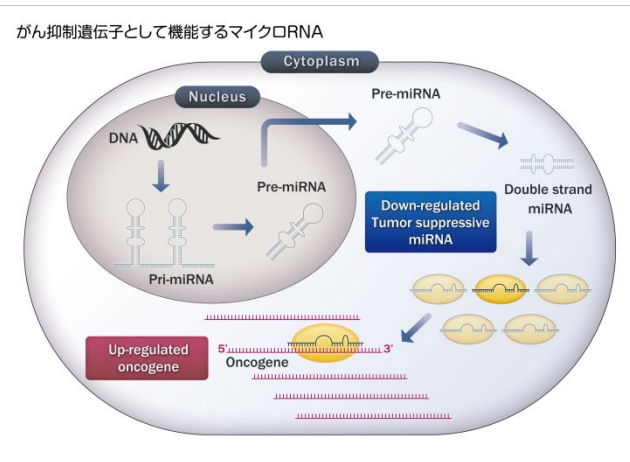 がん抑制遺伝子として機能するマイクロRNA
Cytoplasm
Nucleus
DNA
Pri-miRNA
Pre-miRNA
Pre-miRNA
Double strand
miRNA
Down-regulated
Tumor suppressive
miRNA
Up-regulated
oncogene
5'
3'
Oncogene